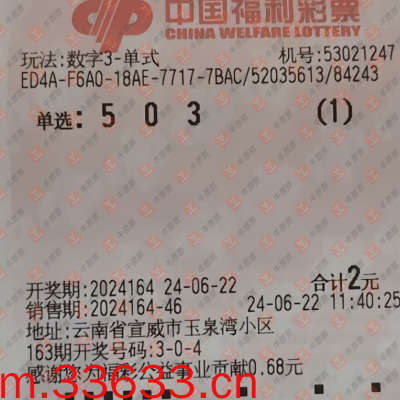 中国福利彩票
CHINA WELFARE LOTTERY
玩法:数字3-单式 机号:53021247
ED4A-F6A0-18AE-7717-7BAC/52035613/84243
单选: 5 0 3 (1)
开奖期:2024164 24-06-22 合计2元
销售期:2024164-46 24-06-22 11:40:25
地址:云南省宣威市玉泉湾小区
163期开奖号码:3-0-4
感谢您为福彩公益事业贡献0.68元
m.33633.cn